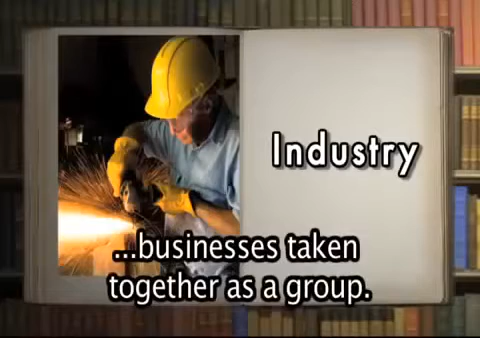 Industry
...businesses taken
together as a group.